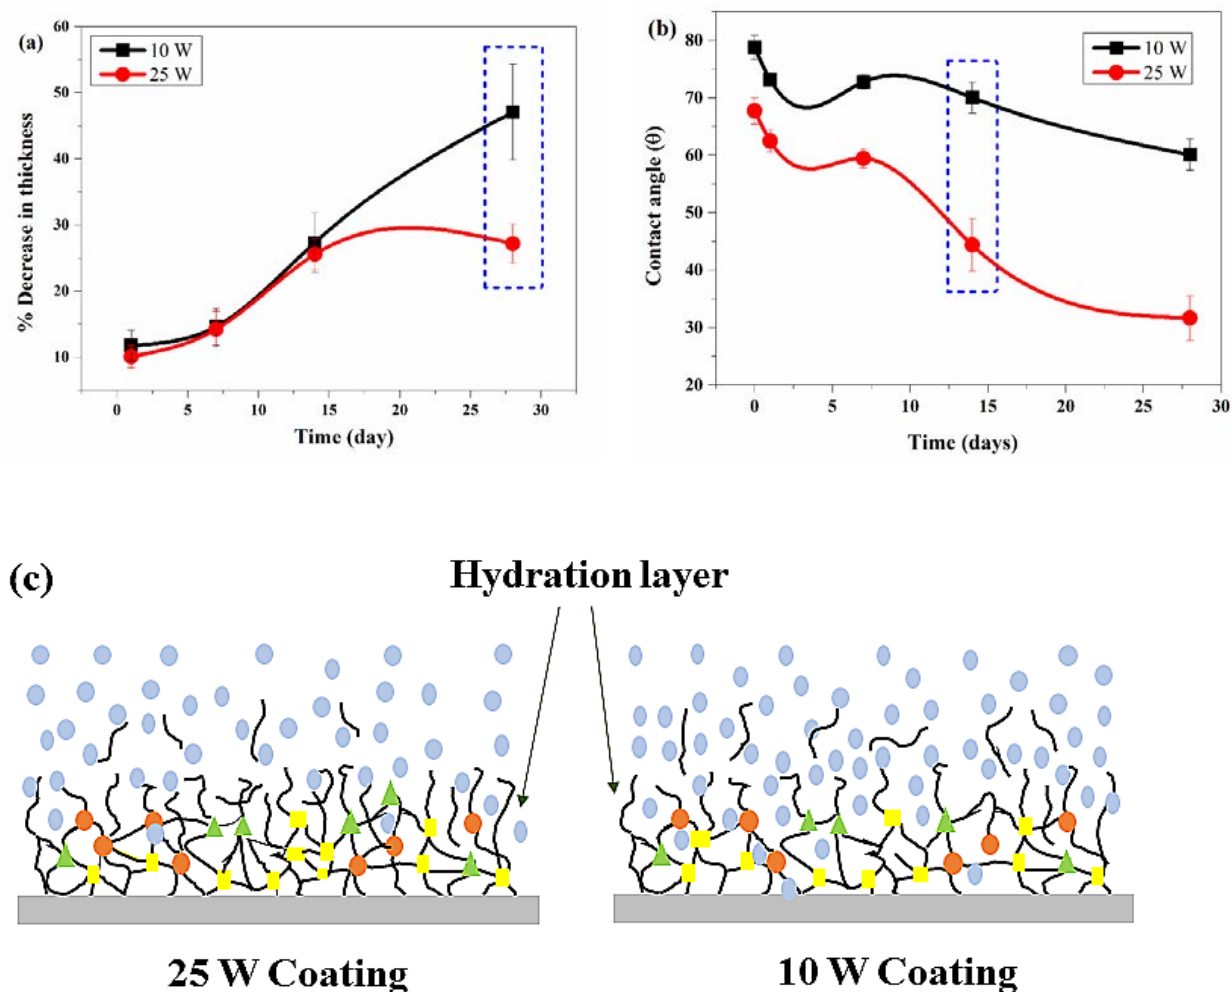 (a)
10 W
25 W
60
50
40
30
20
10
% Decrease in thickness
0 5 10 15 20 25 30
Time (day)
(b)
10 W
25 W
80
70
60
50
40
30
20
Contact angle (θ)
0 5 10 15 20 25 30
Time (days)
(c)
Hydration layer
25 W Coating
10 W Coating